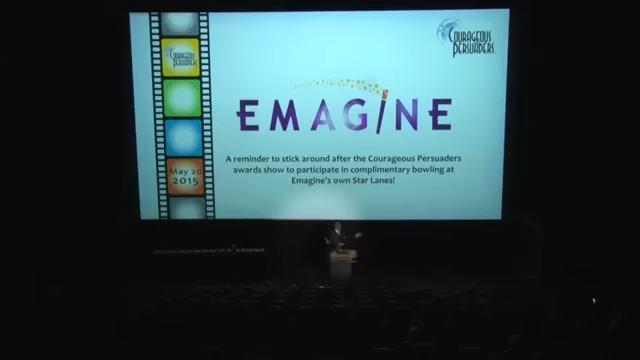 COURAGEOUS
PERSUADERS
COURAGEOUS
PERSUADERS
EMAGINE
A reminder to stick around after the Courageous Persuaders
awards show to participate in complimentary bowling at
Emagine's own Star Lanes!
May 20
2015